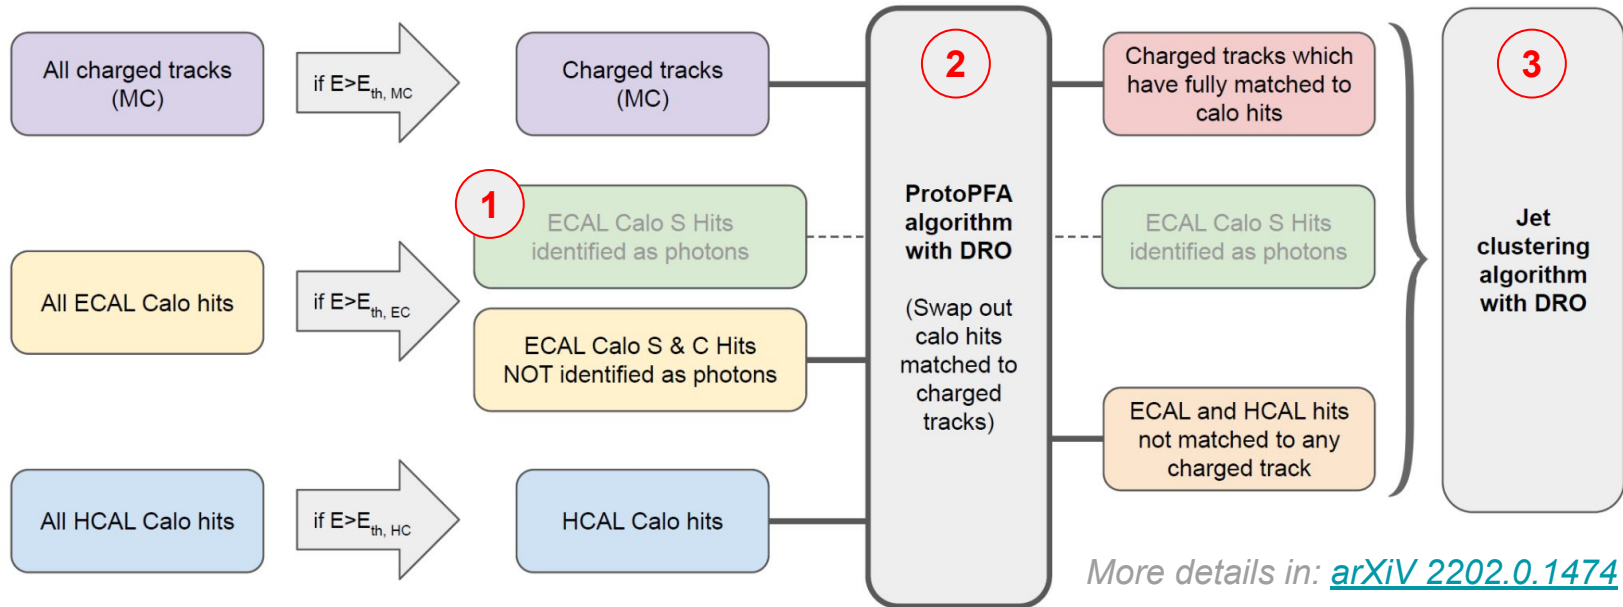 All charged tracks
(MC)
if E>E_th, MC
Charged tracks
(MC)
1
ECAL Calo S Hits
identified as photons
All ECAL Calo hits
if E>E_th, EC
ECAL Calo S & C Hits
NOT identified as photons
All HCAL Calo hits
if E>E_th, HC
HCAL Calo hits
2
ProtoPFA
algorithm
with DRO
(Swap out
calo hits
matched to
charged
tracks)
Charged tracks which
have fully matched to
calo hits
ECAL Calo S Hits
identified as photons
ECAL and HCAL hits
not matched to any
charged track
3
Jet
clustering
algorithm
with DRO
More details in: arXiV 2202.0.1474